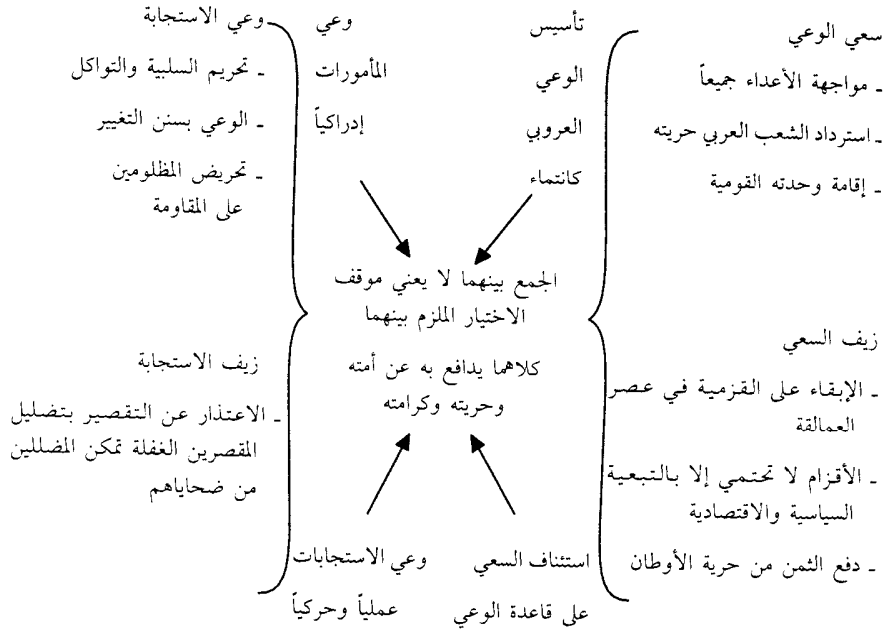 سعي الوعي
ـ مواجهة الأعداء جميعاً
ـ استرداد الشعب العربي حريته
ـ إقامة وحدته القومية
زيف السعي
ـ الإبقاء على القزمية في عصر
العمالقة
ـ الأقزام لا تحتمي إلا بالتبعية
السياسية والاقتصادية
ـ دفع الثمن من حرية الأوطان
تأسيس
الوعي
العروبي
كانتماء
وعي
المأمورات
إدراكياً
الجمع بينهما لا يعني موقف
الاختيار الملزم بينهما
كلاهما يدافع به عن أمته
وحريته وكرامته
استئناف السعي
على قاعدة الوعي
وعي الاستجابات
عملياً وحركياً
وعي الاستجابة
ـ تحريم السلبية والتواكل
ـ الوعي بسنن التغيير
ـ تحريض المظلومين
على المقاومة
زيف الاستجابة
ـ الاعتذار عن التقصير بتضليل
المقصرين الغفلة تمكن المضللين
من ضحاياهم